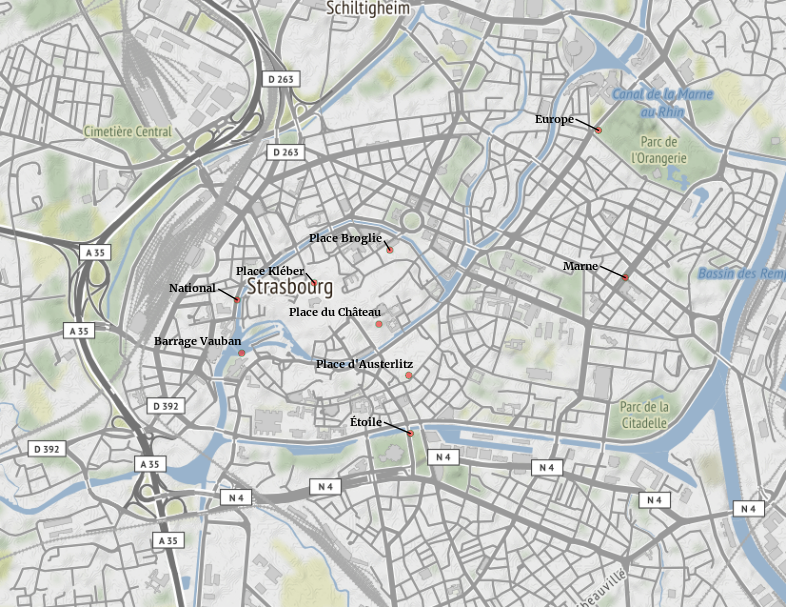 Schiltigheim
D 263
Canal de la Marne
au Rhin
Europe
Cimetière Central
Parc de
l'Orangerie
D 263
Place Broglie
A 35
Marne
Place Kléber
Bassin des Remp
National
Strasbourg
Place du Château
A 35
Barrage Vauban
Place d'Austerlitz
D 392
Parc de la
Citadelle
Étoile
D 392
A 35
N 4
N 4
N 4
N 4
N 4
N 4
A 35